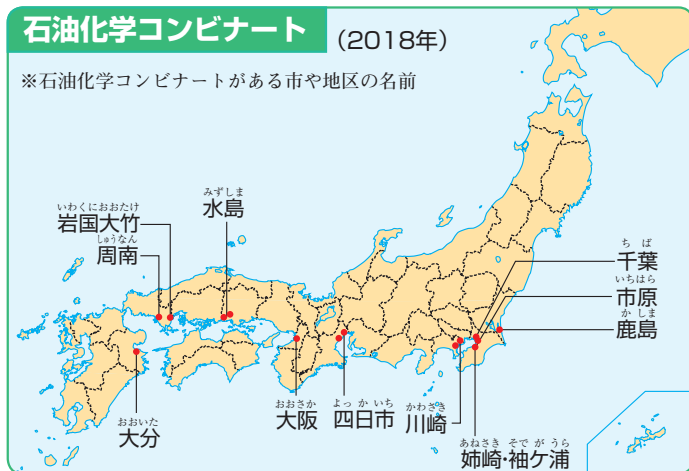 石油化学コンビナート (2018年)
※石油化学コンビナートがある市や地区の名前
みずしま
水島
いわくにおおたけ
岩国大竹
しゅうなん
周南
ちば
千葉
いちはら
市原
かしま
鹿島
おおいた
大分
おおさか
大阪
よっかいち
四日市
かわさき
川崎
あねさき そでがうら
姉崎・袖ケ浦